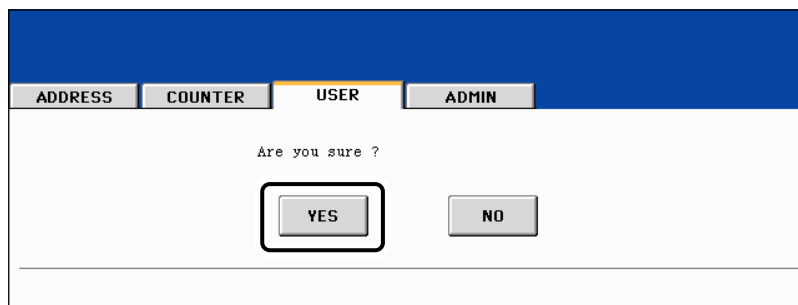 ADDRESS COUNTER USER ADMIN
Are you sure ?
YES NO